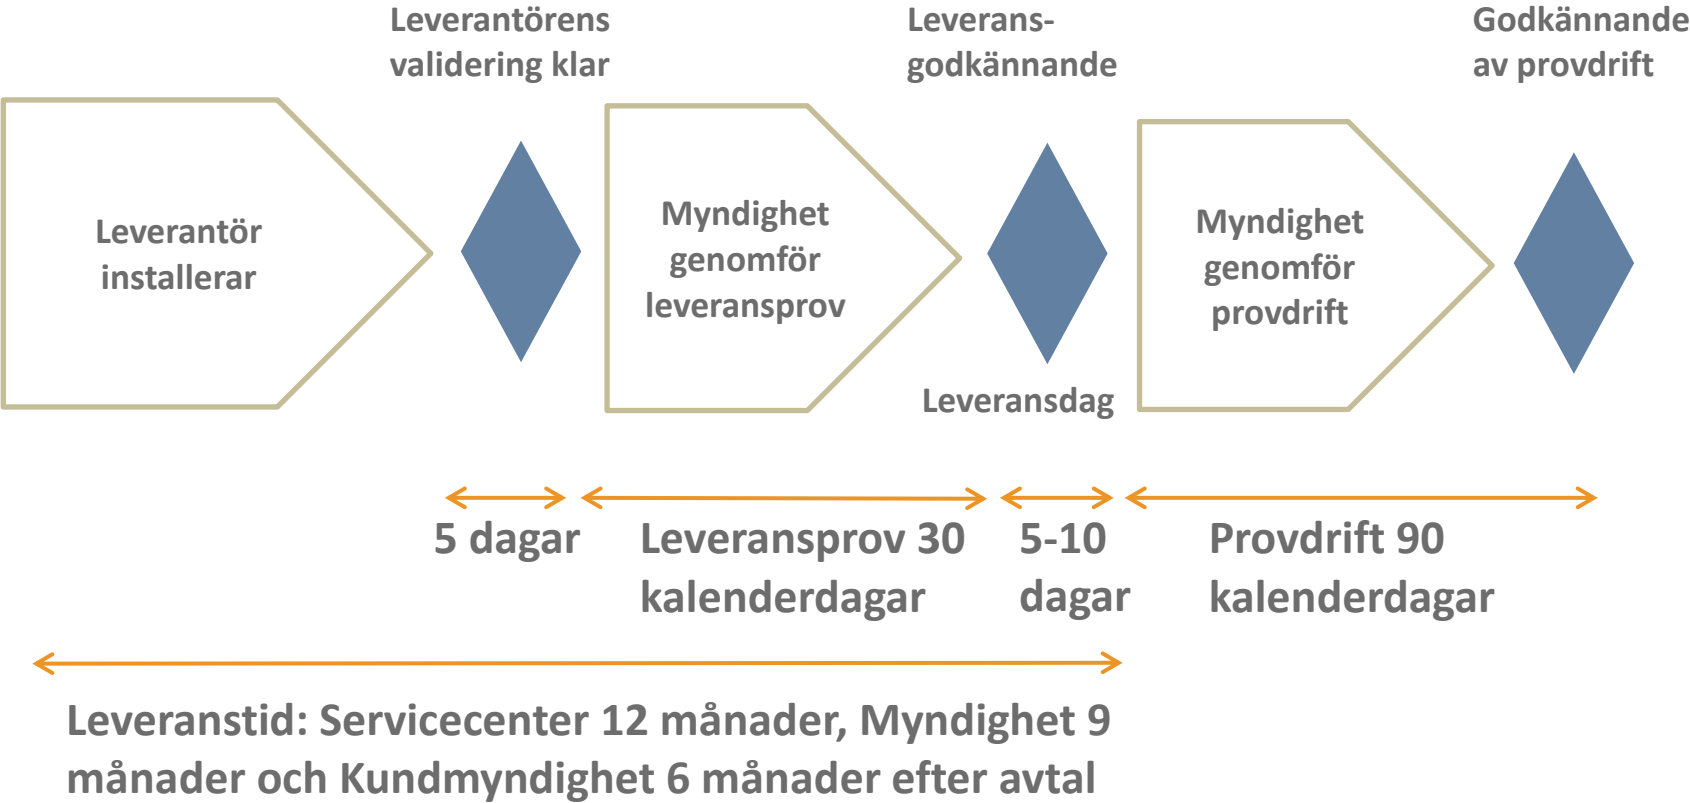 Leverantörens
validering klar
Leverans-
godkännande
Godkännande
av provdrift
Leverantör
installerar
Myndighet
genomför
leveransprov
Myndighet
genomför
provdrift
Leveransdag
5 dagar
Leveransprov 30
kalenderdagar
5-10
dagar
Provdrift 90
kalenderdagar
Leveranstid: Servicecenter 12 månader, Myndighet 9
månader och Kundmyndighet 6 månader efter avtal